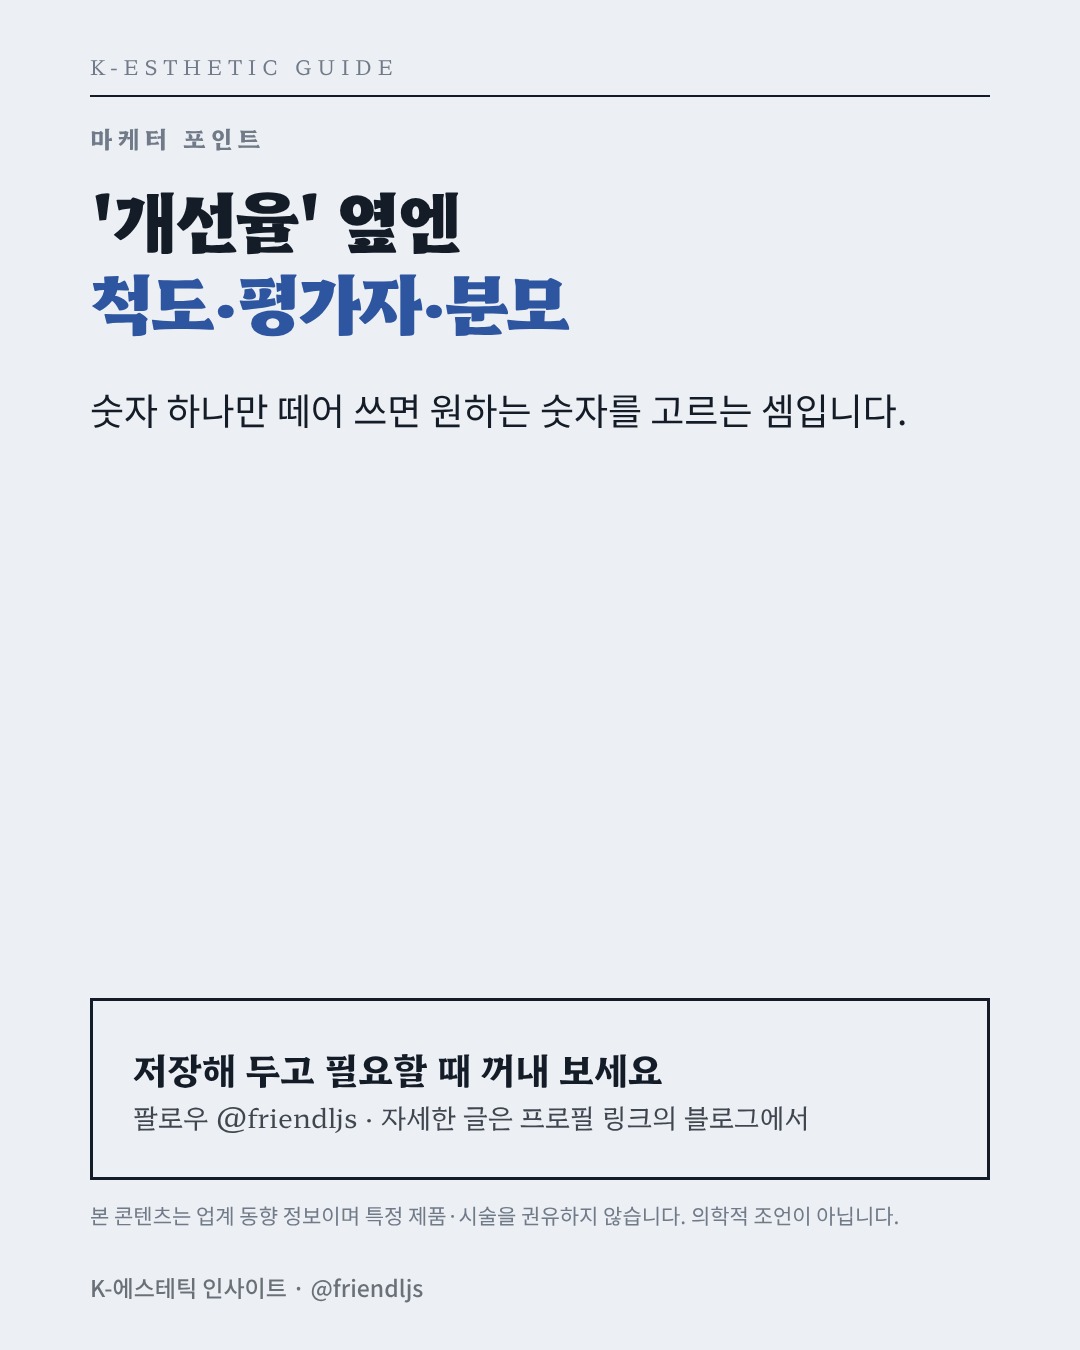 K-ESTHETIC GUIDE
마케터 포인트
'개선율' 옆엔
척도·평가자·분모
숫자 하나만 떼어 쓰면 원하는 숫자를 고르는 셈입니다.
저장해 두고 필요할 때 꺼내 보세요
팔로우 @friendljs · 자세한 글은 프로필 링크의 블로그에서
본 콘텐츠는 업계 동향 정보이며 특정 제품·시술을 권유하지 않습니다. 의학적 조언이 아닙니다.
K-에스테틱 인사이트 · @friendljs